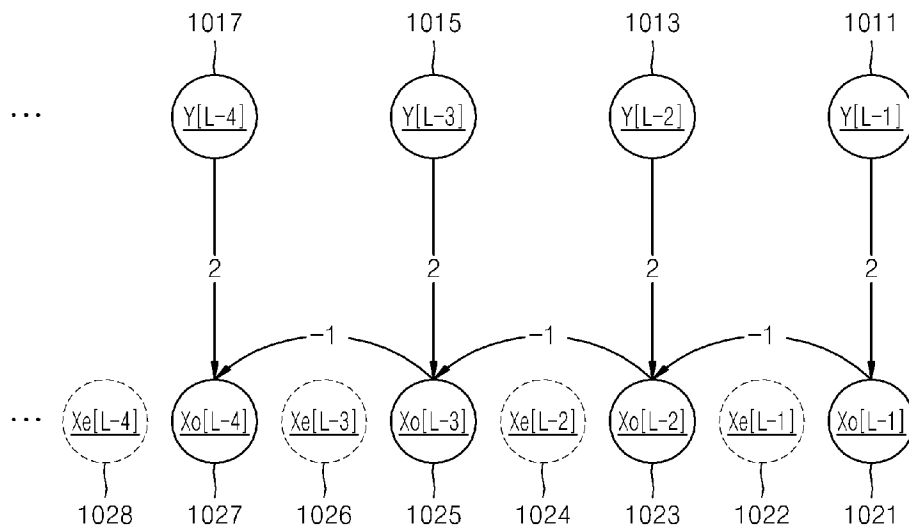 1017 1015 1013 1011
... Y[L-4] Y[L-3] Y[L-2] Y[L-1]
2 2 2 2
-1 -1 -1
... Xe[L-4] Xo[L-4] Xe[L-3] Xo[L-3] Xe[L-2] Xo[L-2] Xe[L-1] Xo[L-1]
1028 1027 1026 1025 1024 1023 1022 1021